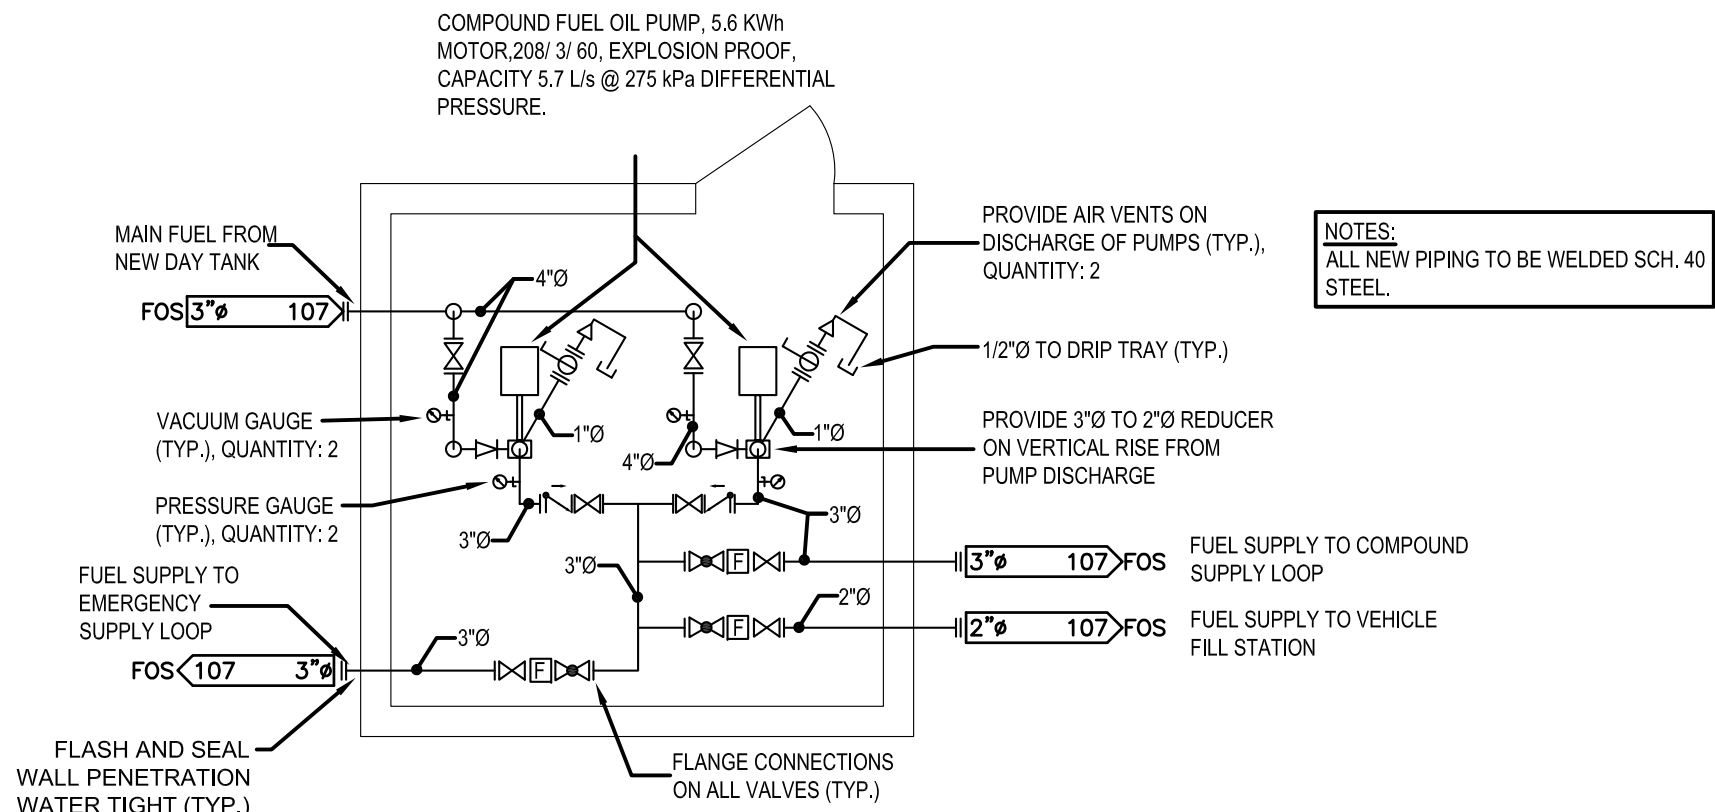 COMPOUND FUEL OIL PUMP, 5.6 KWh
MOTOR,208/ 3/ 60, EXPLOSION PROOF,
CAPACITY 5.7 L/s @ 275 kPa DIFFERENTIAL
PRESSURE.
MAIN FUEL FROM
NEW DAY TANK
FOS 3"ø 107
4"Ø
PROVIDE AIR VENTS ON
DISCHARGE OF PUMPS (TYP.),
QUANTITY: 2
NOTES:
ALL NEW PIPING TO BE WELDED SCH. 40
STEEL.
1/2"Ø TO DRIP TRAY (TYP.)
VACUUM GAUGE
(TYP.), QUANTITY: 2
1"Ø
4"Ø
1"Ø
PROVIDE 3"Ø TO 2"Ø REDUCER
ON VERTICAL RISE FROM
PUMP DISCHARGE
PRESSURE GAUGE
(TYP.), QUANTITY: 2
3"Ø
3"Ø
3"Ø
F
3"ø 107 FOS
FUEL SUPPLY TO COMPOUND
SUPPLY LOOP
2"Ø
F
2"ø 107 FOS
FUEL SUPPLY TO VEHICLE
FILL STATION
FUEL SUPPLY TO
EMERGENCY
SUPPLY LOOP
FOS 107 3"ø
3"Ø
F
FLASH AND SEAL
WALL PENETRATION
WATER TIGHT (TYP.)
FLANGE CONNECTIONS
ON ALL VALVES (TYP.)